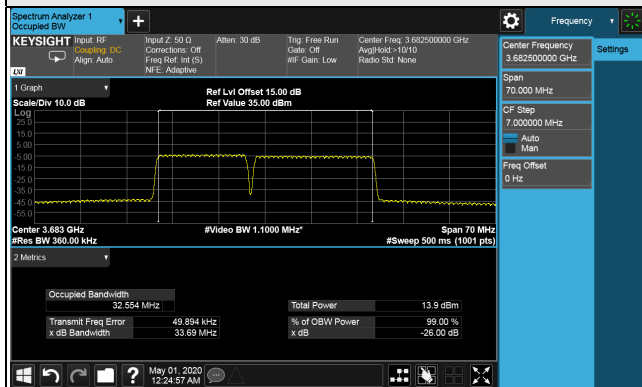 Spectrum Analyzer 1
Occupied BW
Frequency
KEYSIGHT
Input: RF
Coupling: DC
Align: Auto
Input Z: 50 Ω
Corrections: Off
Freq Ref: Int (S)
NFE: Adaptive
Atten: 30 dB
Trig: Free Run
Gate: Off
#IF Gain: Low
Center Freq: 3.682500000 GHz
Avg|Hold:>10/10
Radio Std: None
LXI
Center Frequency
3.682500000 GHz
Settings
Span
70.000 MHz
CF Step
7.000000 MHz
Auto
Man
Freq Offset
0 Hz
1 Graph
Scale/Div 10.0 dB
Ref Lvl Offset 15.00 dB
Ref Value 35.00 dBm
Log
25.0
15.0
5.00
-5.00
-15.0
-25.0
-35.0
-45.0
-55.0
Center 3.683 GHz
#Res BW 360.00 kHz
#Video BW 1.1000 MHz*
Span 70 MHz
#Sweep 500 ms (1001 pts)
2 Metrics
Occupied Bandwidth
32.554 MHz
Total Power 13.9 dBm
Transmit Freq Error 49.894 kHz
% of OBW Power 99.00 %
x dB Bandwidth 33.69 MHz
x dB -26.00 dB
May 01, 2020
12:24:57 AM